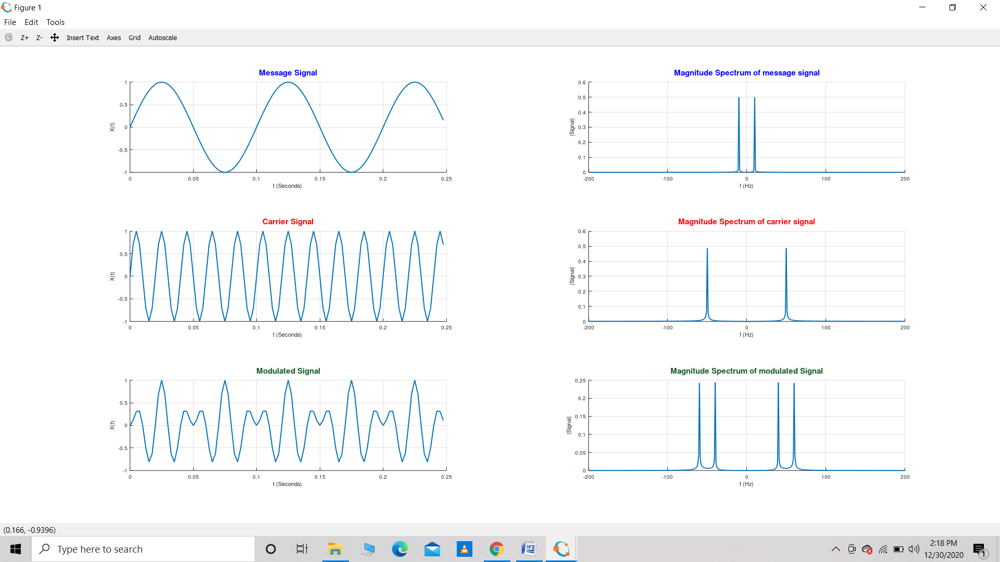 Figure 1
File Edit Tools
Z+ Z- Insert Text Axes Grid Autoscale
Message Signal
1
0.5
0
-0.5
-1
X(t)
0 0.05 0.1 0.15 0.2 0.25
t (Seconds)
Magnitude Spectrum of message signal
0.6
0.5
0.4
0.3
0.2
0.1
0
|Signal|
-200 -100 0 100 200
f (Hz)
Carrier Signal
1
0.5
0
-0.5
-1
X(t)
0 0.05 0.1 0.15 0.2 0.25
t (Seconds)
Magnitude Spectrum of carrier signal
0.6
0.5
0.4
0.3
0.2
0.1
0
|Signal|
-200 -100 0 100 200
f (Hz)
Modulated Signal
1
0.5
0
-0.5
-1
X(t)
0 0.05 0.1 0.15 0.2 0.25
t (Seconds)
Magnitude Spectrum of modulated Signal
0.25
0.2
0.15
0.1
0.05
0
|Signal|
-200 -100 0 100 200
f (Hz)
(0.166, -0.9396)
Type here to search
2:18 PM
12/30/2020
1